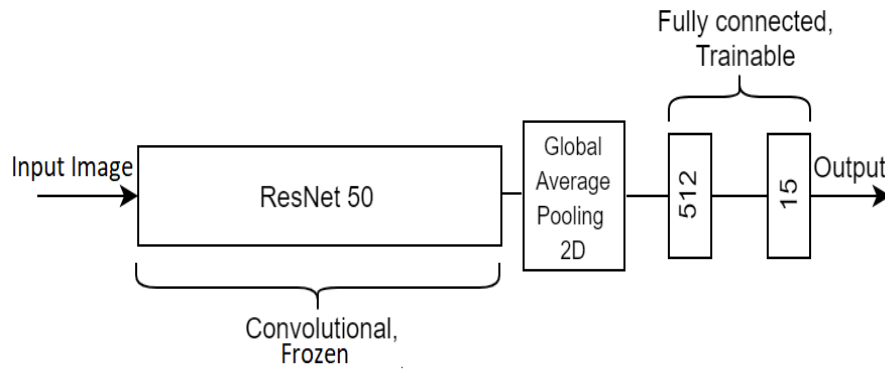 Fully connected,
Trainable
Input Image
ResNet 50
Global
Average
Pooling
2D
512
15
Output
Convolutional,
Frozen